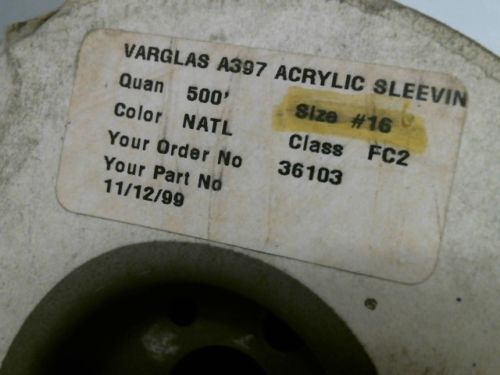 VARGLAS A397 ACRYLIC SLEEVIN
Quan 500' Size #16
Color NATL Class FC2
Your Order No 36103
Your Part No
11/12/99